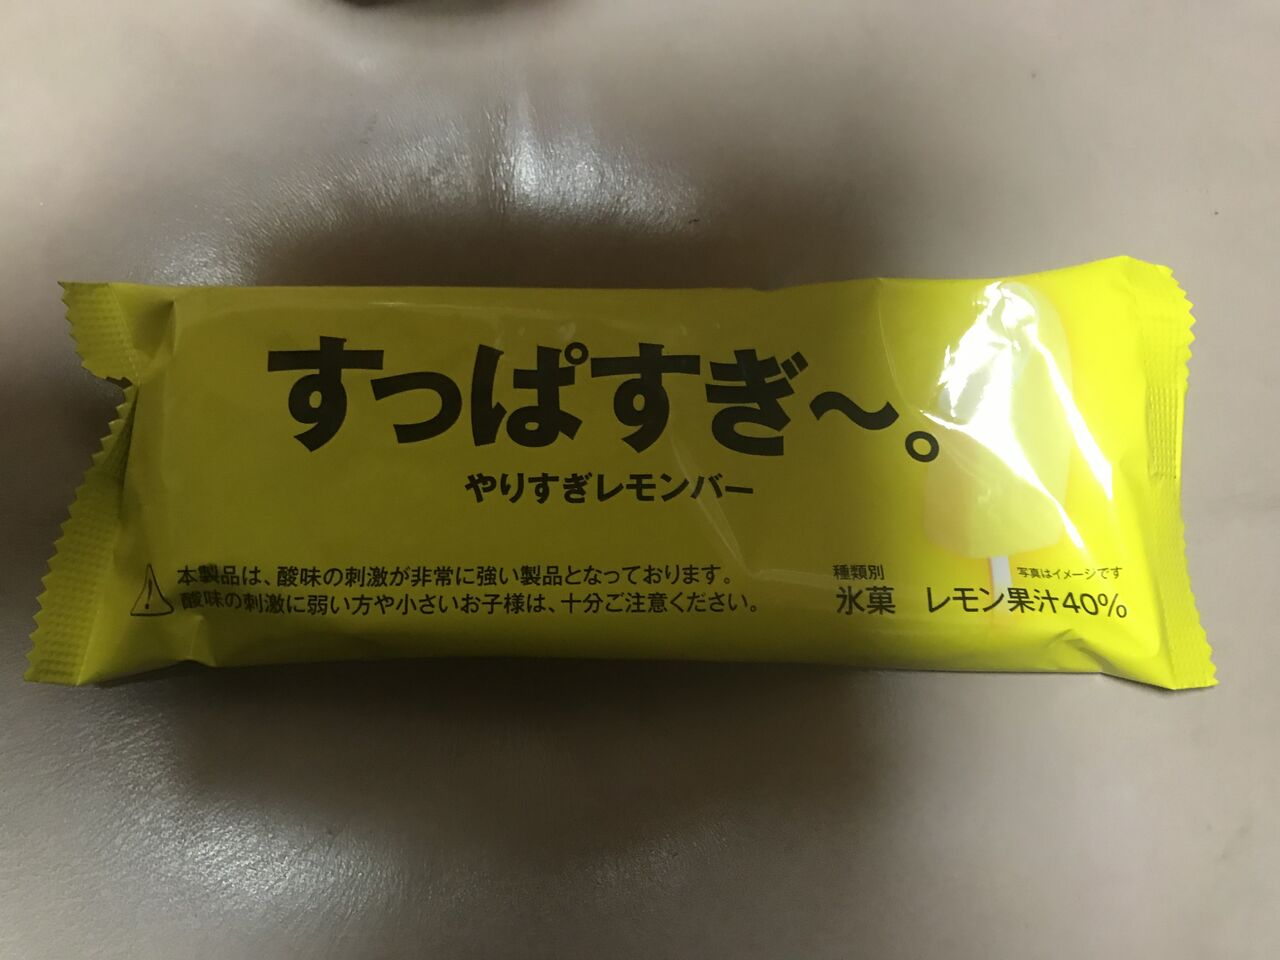 すっぱすぎ〜。
やりすぎレモンバー
本製品は、酸味の刺激が非常に強い製品となっております。
酸味の刺激に弱い方や小さいお子様は、十分ご注意ください。
種類別
氷菓 レモン果汁40%
写真はイメージです